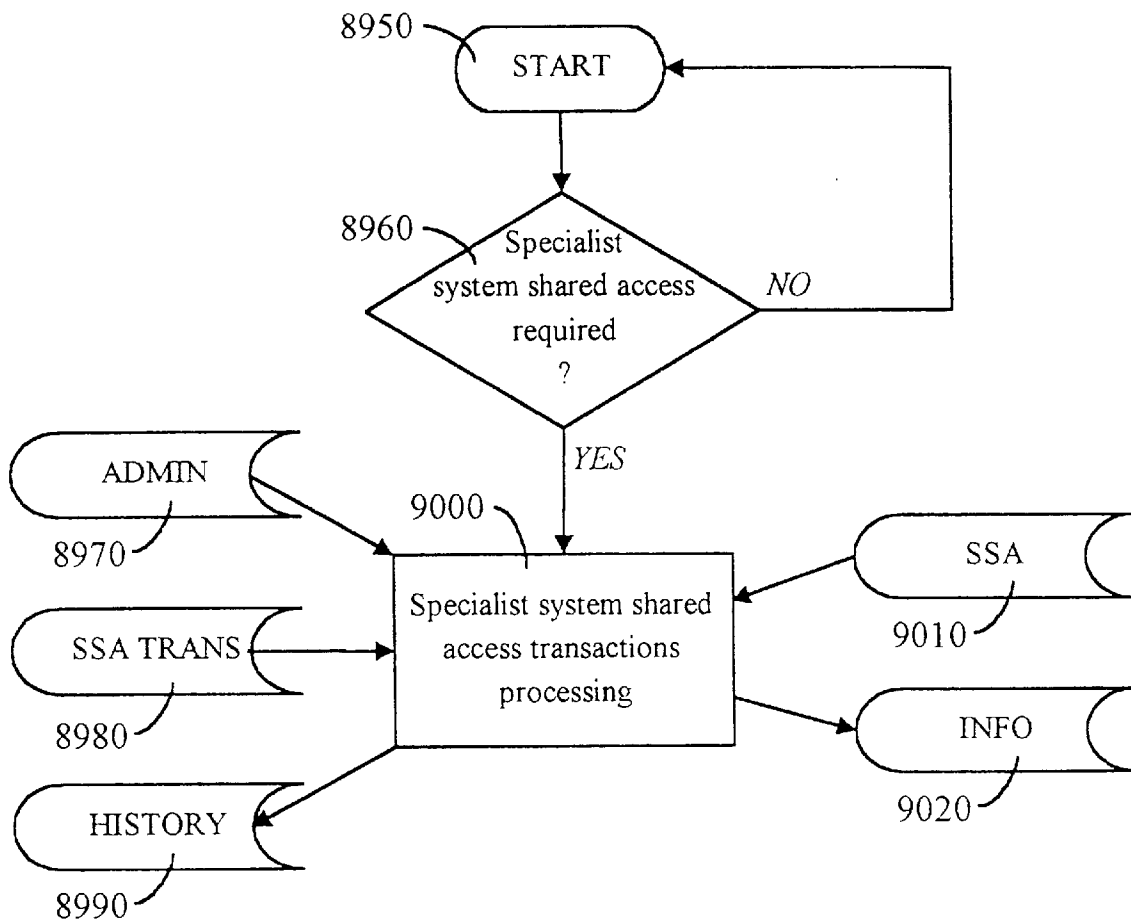 8950
START
8960
Specialist
system shared access
required
?
NO
YES
ADMIN
8970
9000
Specialist system shared
access transactions
processing
SSA
9010
SSA TRANS
8980
INFO
9020
HISTORY
8990